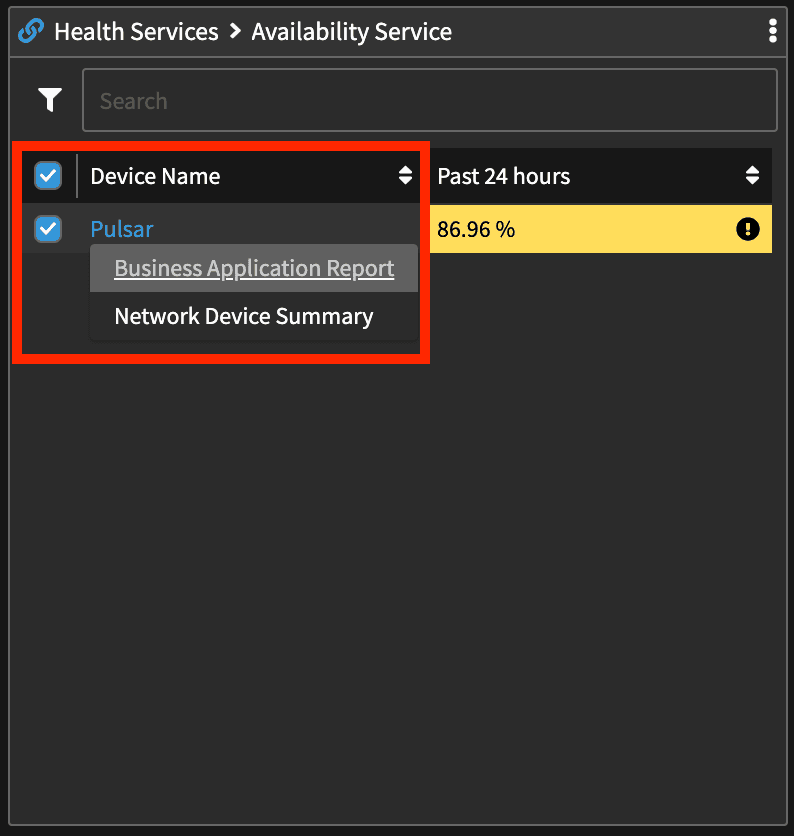 Health Services > Availability Service
Search
Device Name Past 24 hours
Pulsar 86.96 %
Business Application Report
Network Device Summary